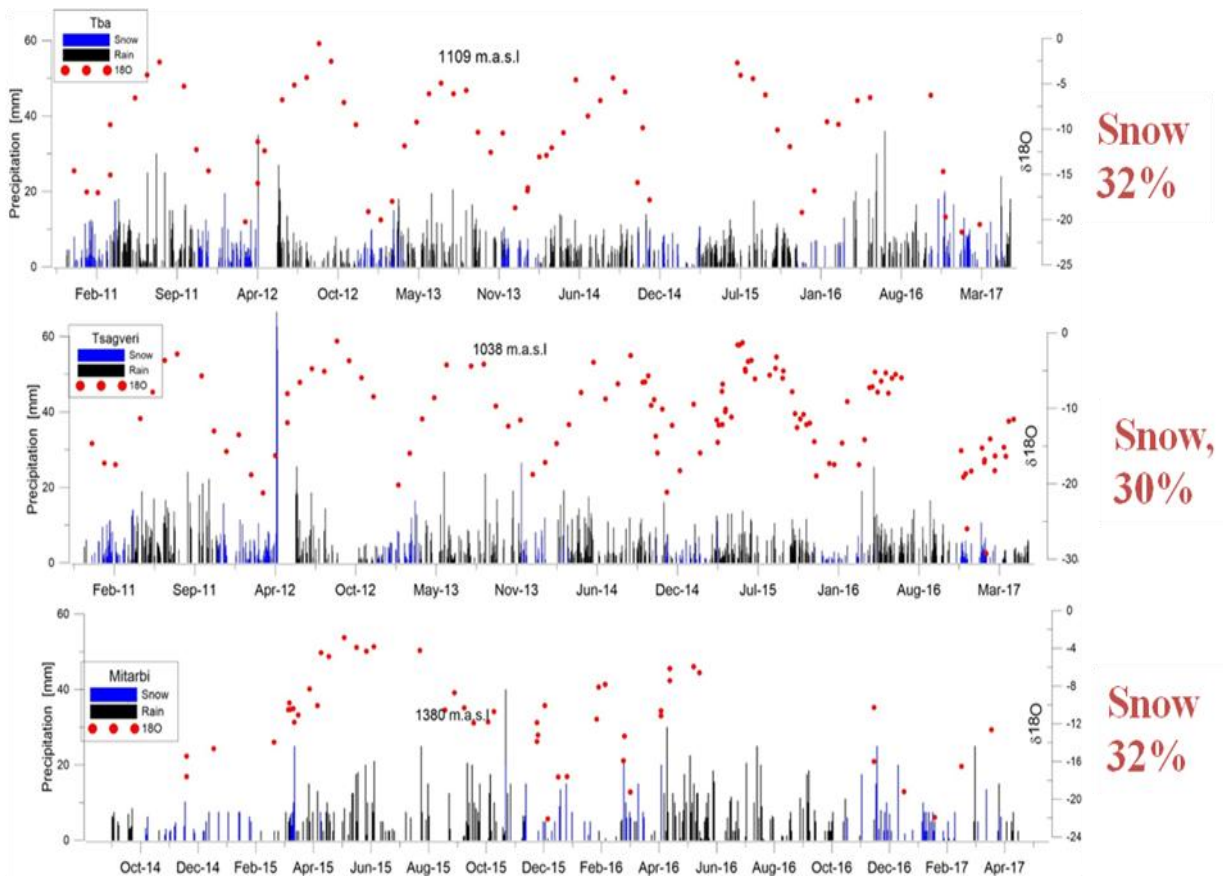 Tba
Snow
Rain
18O
1109 m.a.s.l
Precipitation [mm]
60
40
20
0
0
-5
-10
-15
-20
-25
δ18O
Feb-11 Sep-11 Apr-12 Oct-12 May-13 Nov-13 Jun-14 Dec-14 Jul-15 Jan-16 Aug-16 Mar-17
Snow
32%
Tsagveri
Snow
Rain
18O
1038 m.a.s.l
Precipitation [mm]
60
40
20
0
0
-10
-20
-30
δ18O
Feb-11 Sep-11 Apr-12 Oct-12 May-13 Nov-13 Jun-14 Dec-14 Jul-15 Jan-16 Aug-16 Mar-17
Snow,
30%
Mitarbi
Snow
Rain
18O
1380 m.a.s.l
Precipitation [mm]
60
40
20
0
0
-4
-8
-12
-16
-20
-24
δ18O
Oct-14 Dec-14 Feb-15 Apr-15 Jun-15 Aug-15 Oct-15 Dec-15 Feb-16 Apr-16 Jun-16 Aug-16 Oct-16 Dec-16 Feb-17 Apr-17
Snow
32%